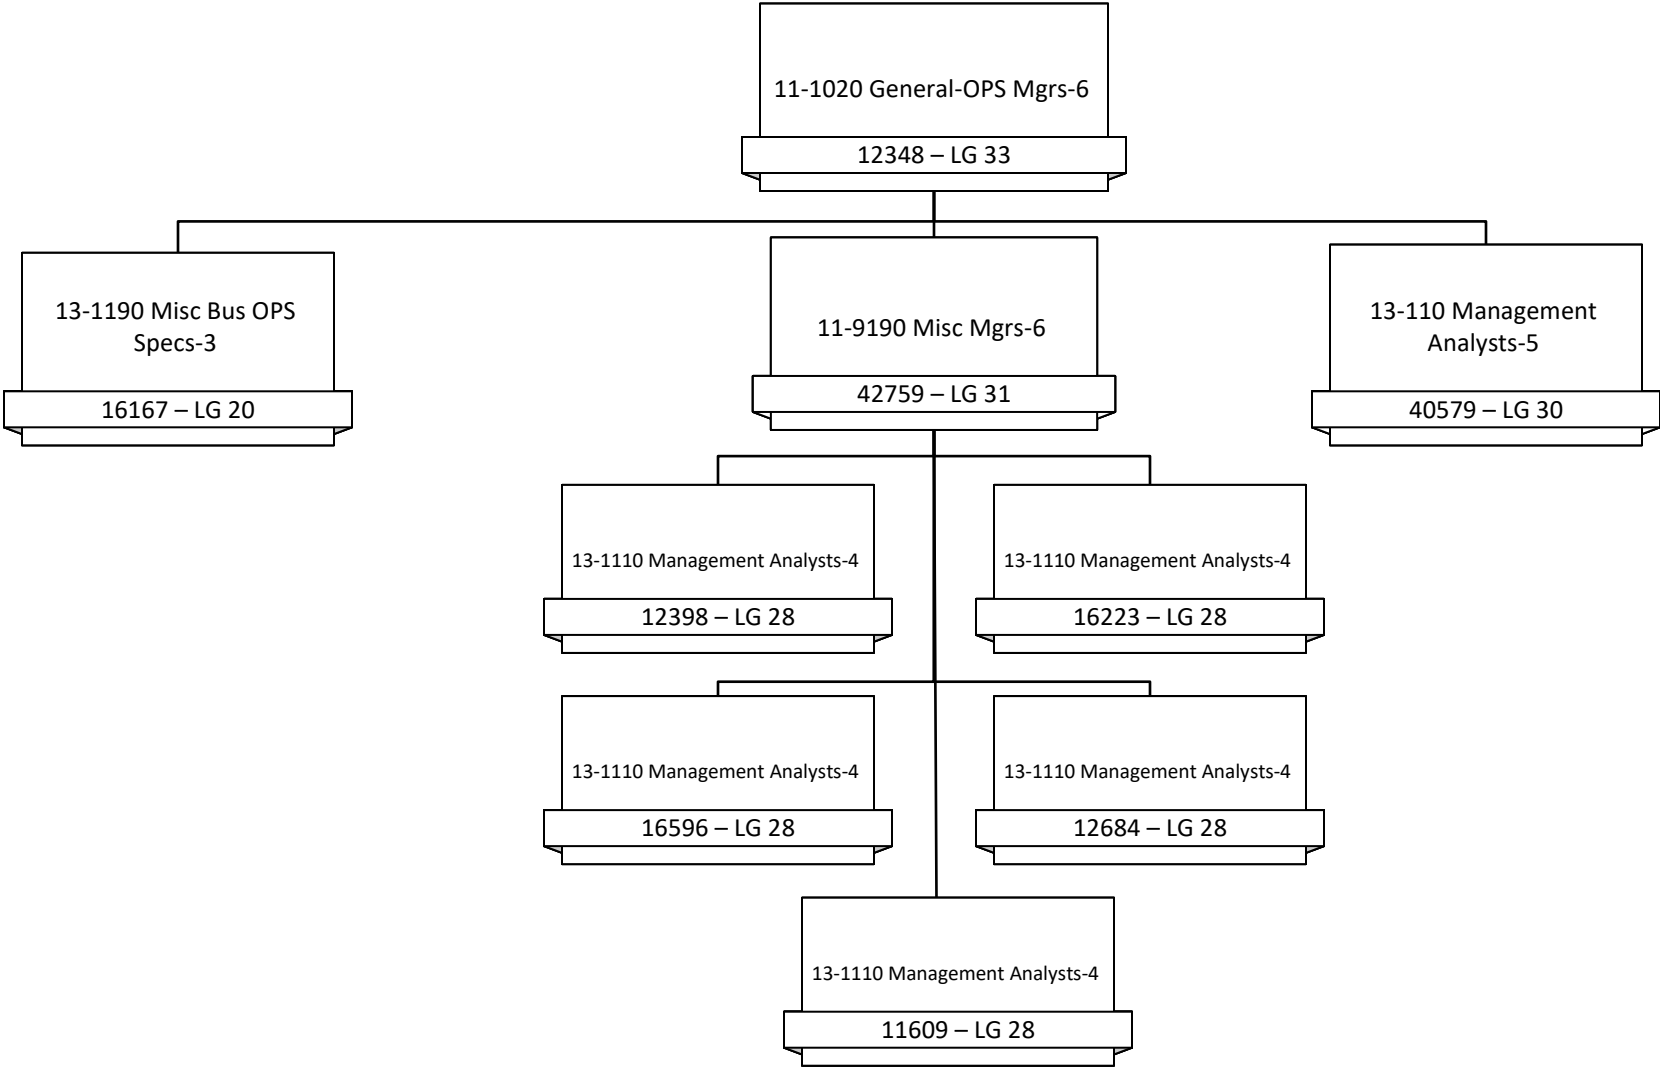 11-1020 General-OPS Mgrs-6
12348 – LG 33
13-1190 Misc Bus OPS
Specs-3
16167 – LG 20
11-9190 Misc Mgrs-6
42759 – LG 31
13-110 Management
Analysts-5
40579 – LG 30
13-1110 Management Analysts-4
12398 – LG 28
13-1110 Management Analysts-4
16223 – LG 28
13-1110 Management Analysts-4
16596 – LG 28
13-1110 Management Analysts-4
12684 – LG 28
13-1110 Management Analysts-4
11609 – LG 28